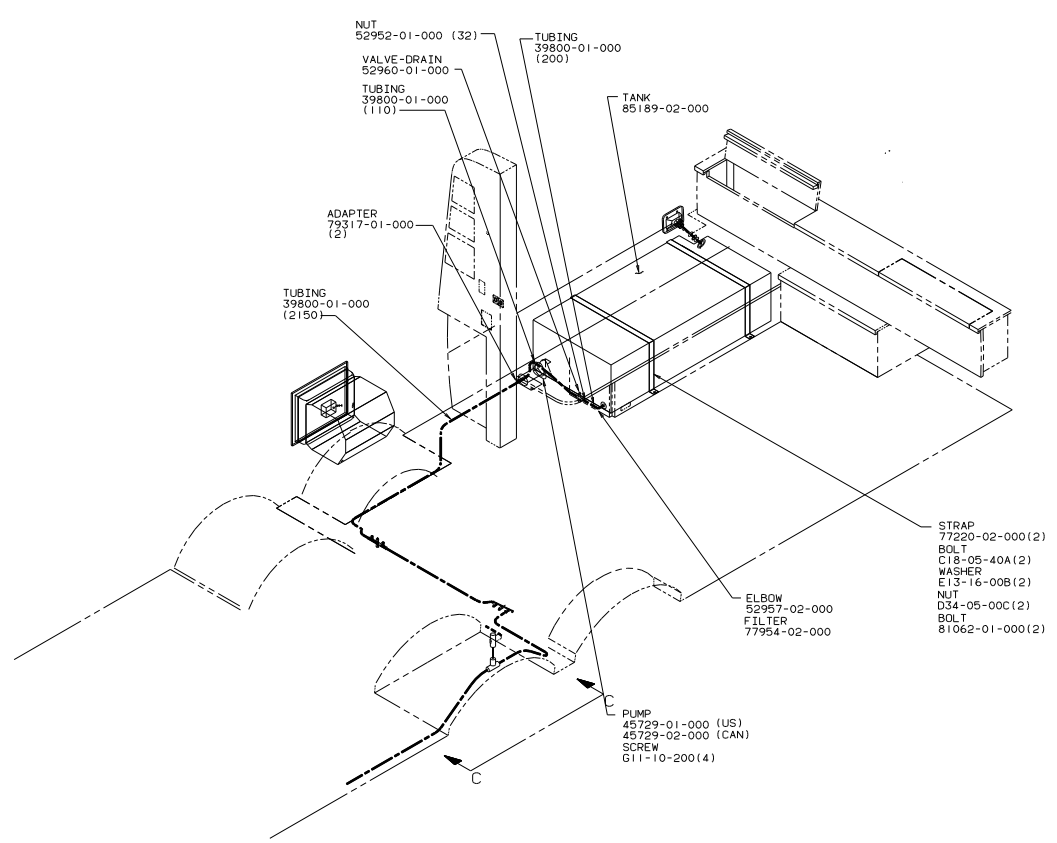 NUT
52952-01-000 (32)
TUBING
39800-01-000
(200)
VALVE-DRAIN
52960-01-000
TUBING
39800-01-000
(110)
TANK
85189-02-000
ADAPTER
79317-01-000
(2)
TUBING
39800-01-000
(2150)
STRAP
77220-02-000(2)
BOLT
C18-05-40A(2)
WASHER
E13-16-00B(2)
NUT
D34-05-00C(2)
BOLT
81062-01-000(2)
ELBOW
52957-02-000
FILTER
77954-02-000
C
PUMP
45729-01-000 (US)
45729-02-000 (CAN)
SCREW
G11-10-200(4)
C